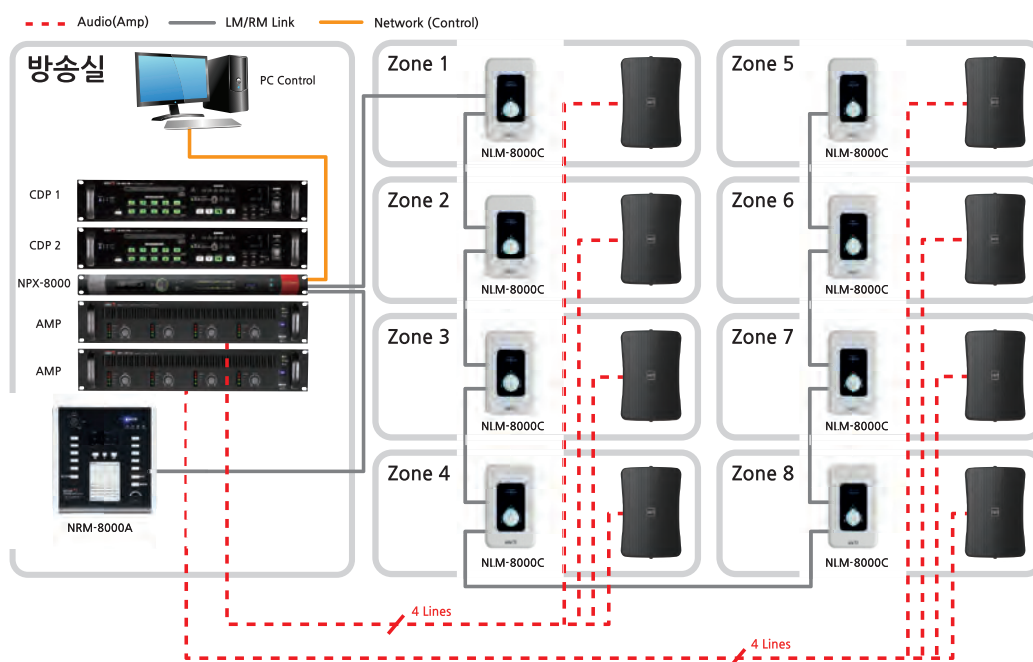 Audio(Amp)
LM/RM Link
Network (Control)
방송실
PC Control
CDP 1
CDP 2
NPX-8000
AMP
AMP
NRM-8000A
Zone 1
NLM-8000C
Zone 2
NLM-8000C
Zone 3
NLM-8000C
Zone 4
NLM-8000C
Zone 5
NLM-8000C
Zone 6
NLM-8000C
Zone 7
NLM-8000C
Zone 8
NLM-8000C
4 Lines
4 Lines